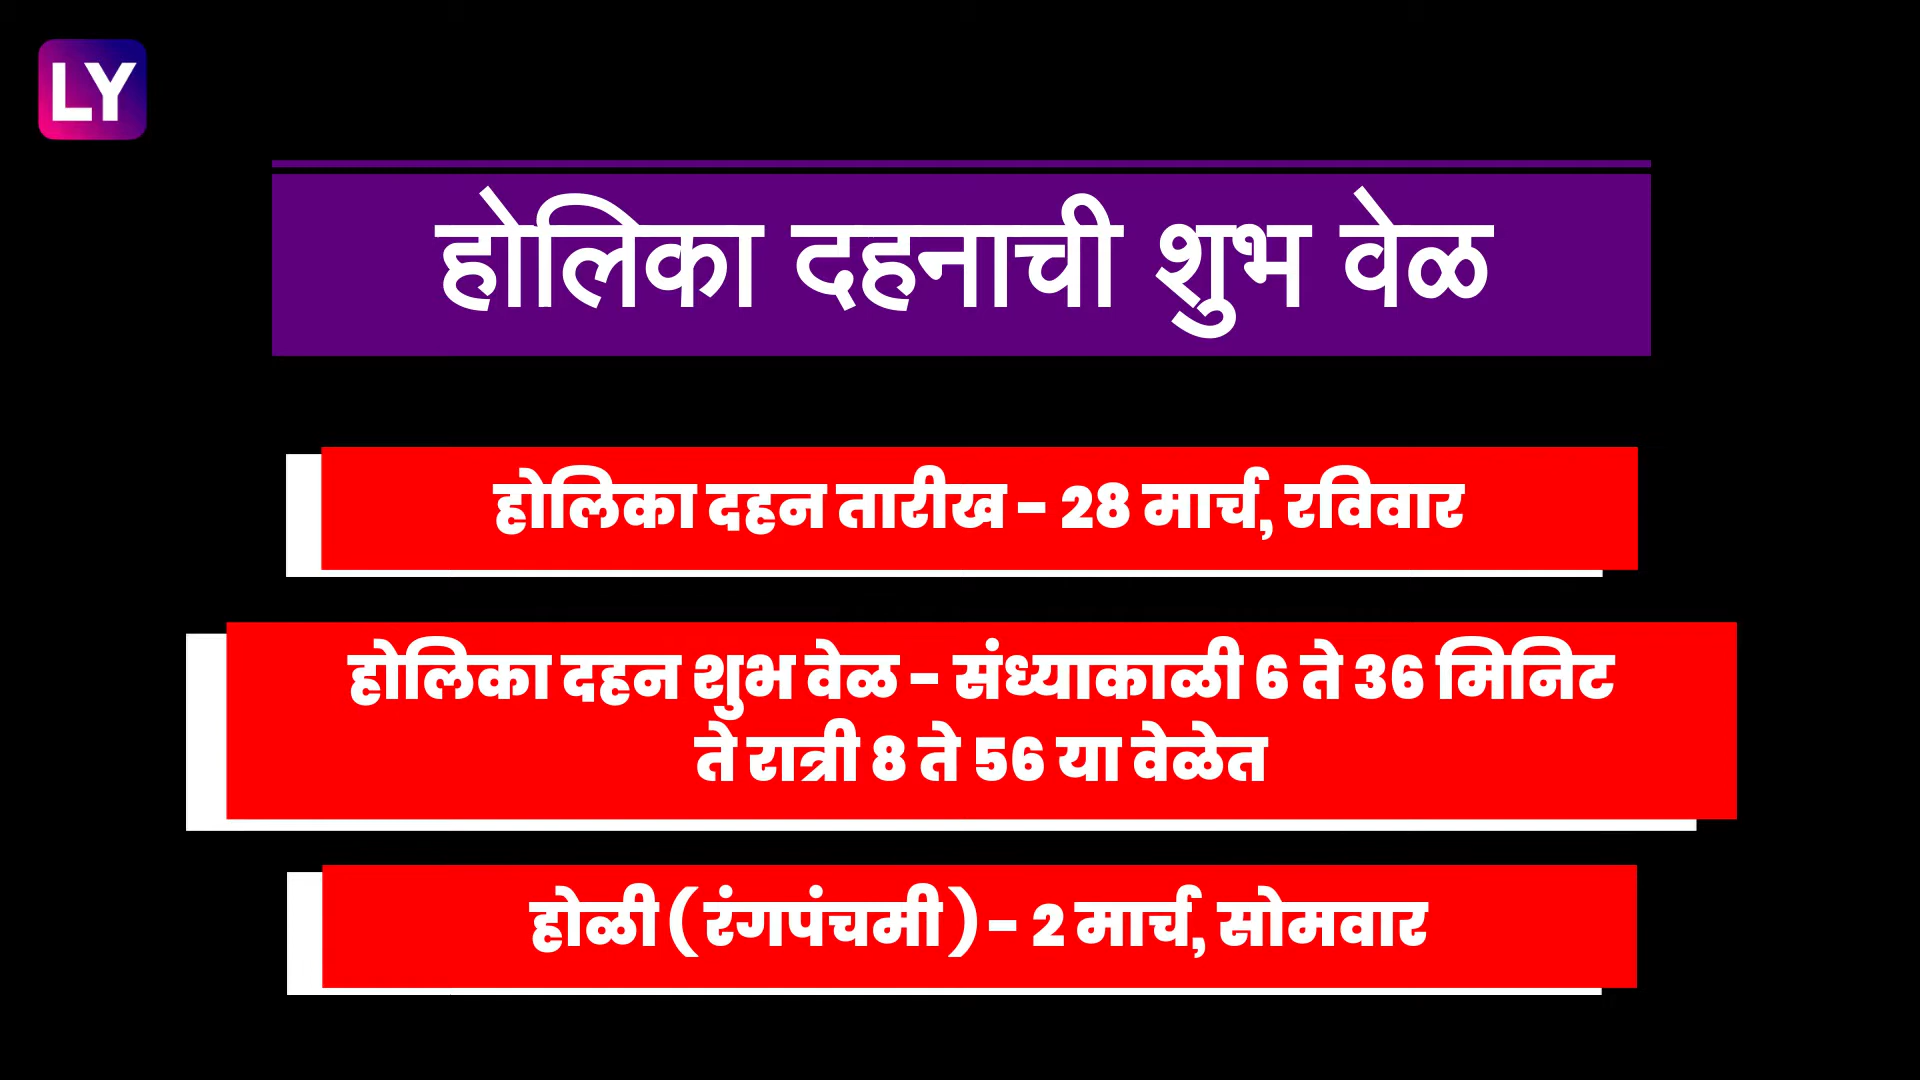 LY
होलिका दहनाची शुभ वेळ
होलिका दहन तारीख - 28 मार्च, रविवार
होलिका दहन शुभ वेळ - संध्याकाळी 6 ते 36 मिनिट
ते रात्री 8 ते 56 या वेळेत
होळी (रंगपंचमी) - 2 मार्च, सोमवार